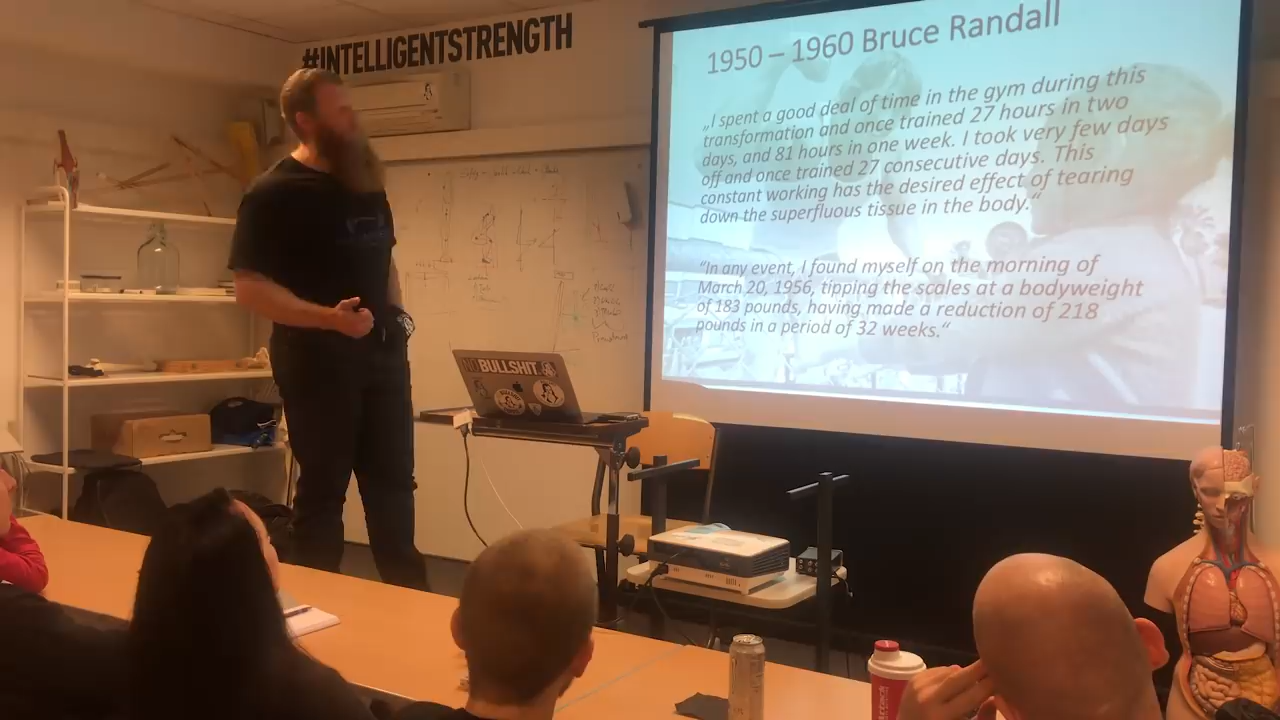 #INTELLIGENTSTRENGTH
1950 – 1960 Bruce Randall
„I spent a good deal of time in the gym during this
transformation and once trained 27 hours in two
days, and 81 hours in one week. I took very few days
off and once trained 27 consecutive days. This
constant working has the desired effect of tearing
down the superfluous tissue in the body.“
“In any event, I found myself on the morning of
March 20, 1956, tipping the scales at a bodyweight
of 183 pounds, having made a reduction of 218
pounds in a period of 32 weeks.“
BULLSHIT